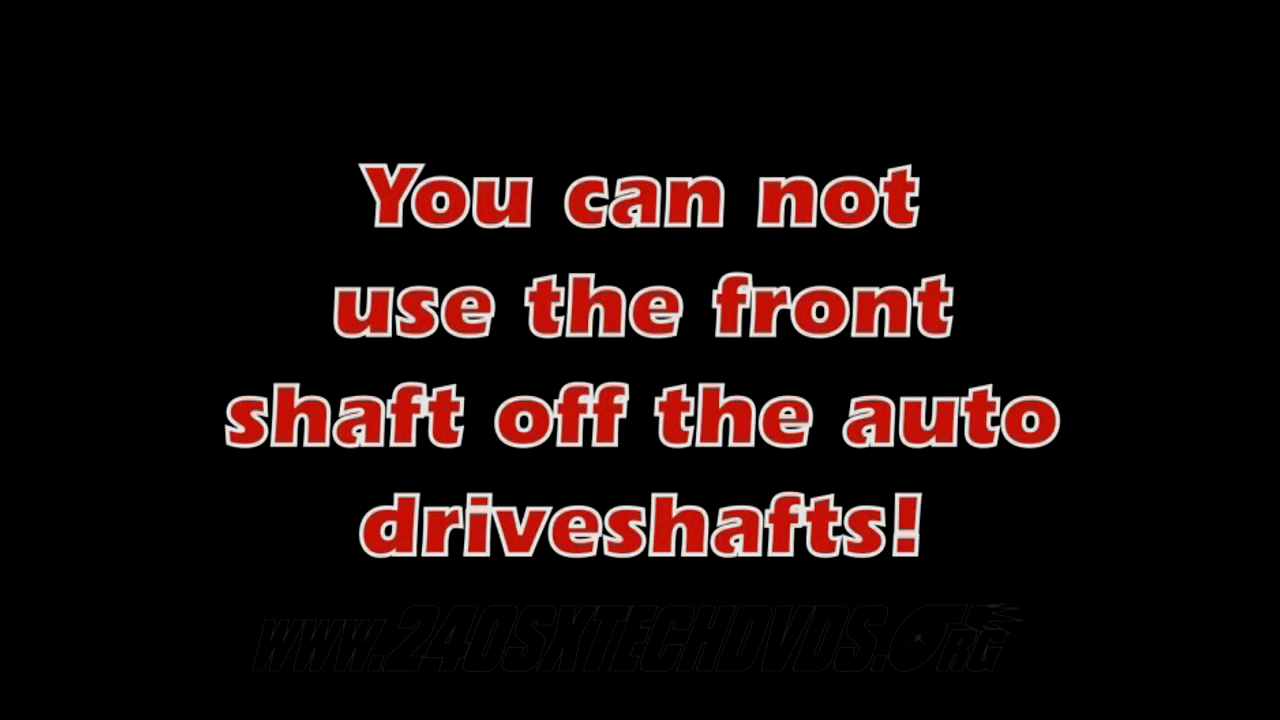 You can not
use the front
shaft off the auto
driveshafts!
www.240SXTECHDVDS.ORG